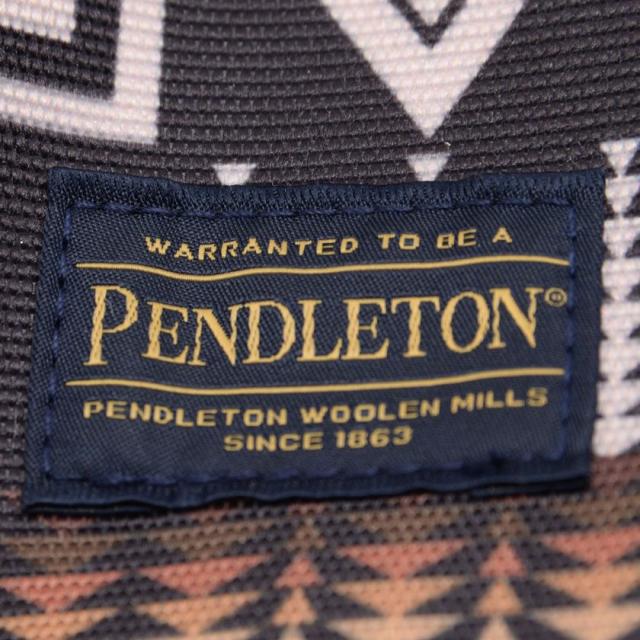 WARRANTED TO BE A
PENDLETON®
PENDLETON WOOLEN MILLS
SINCE 1863